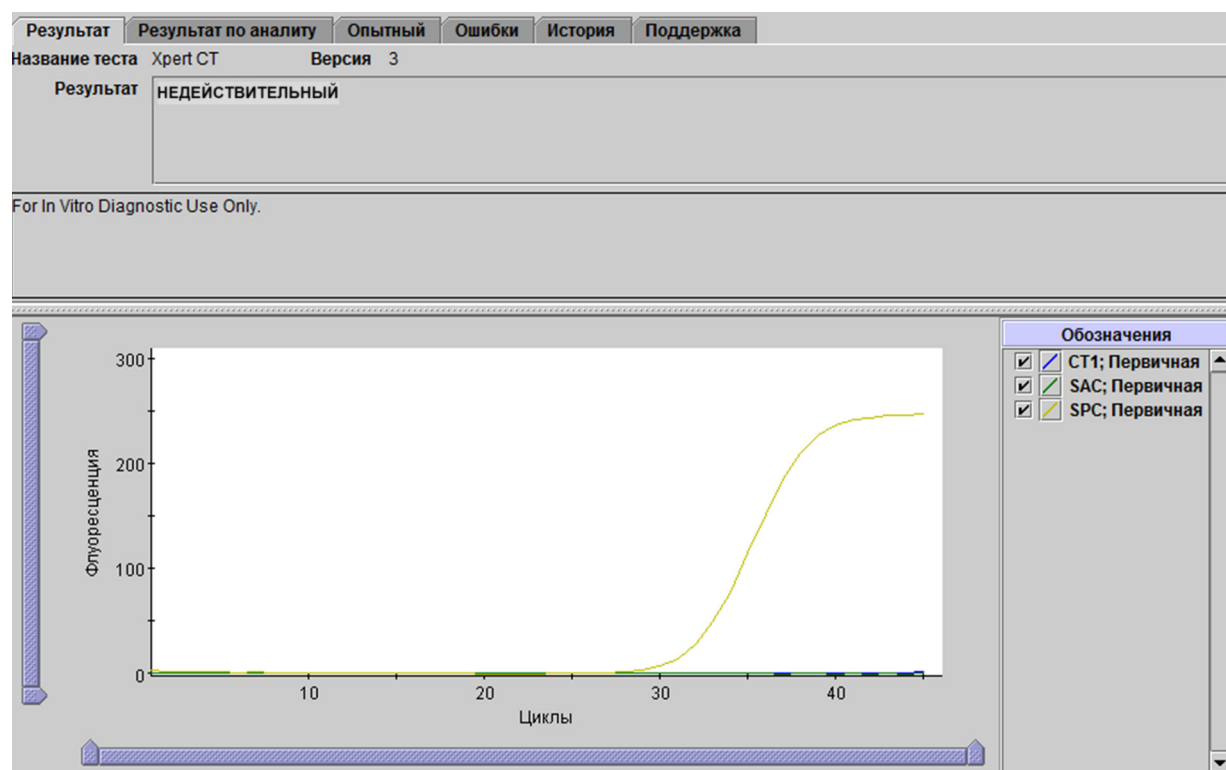 Результат Результат по аналиту Опытный Ошибки История Поддержка
Название теста Xpert CT Версия 3
Результат НЕДЕЙСТВИТЕЛЬНЫЙ
For In Vitro Diagnostic Use Only.
Обозначения
CT1; Первичная
SAC; Первичная
SPC; Первичная
300
200
100
0
Флуоресценция
10 20 30 40
Циклы